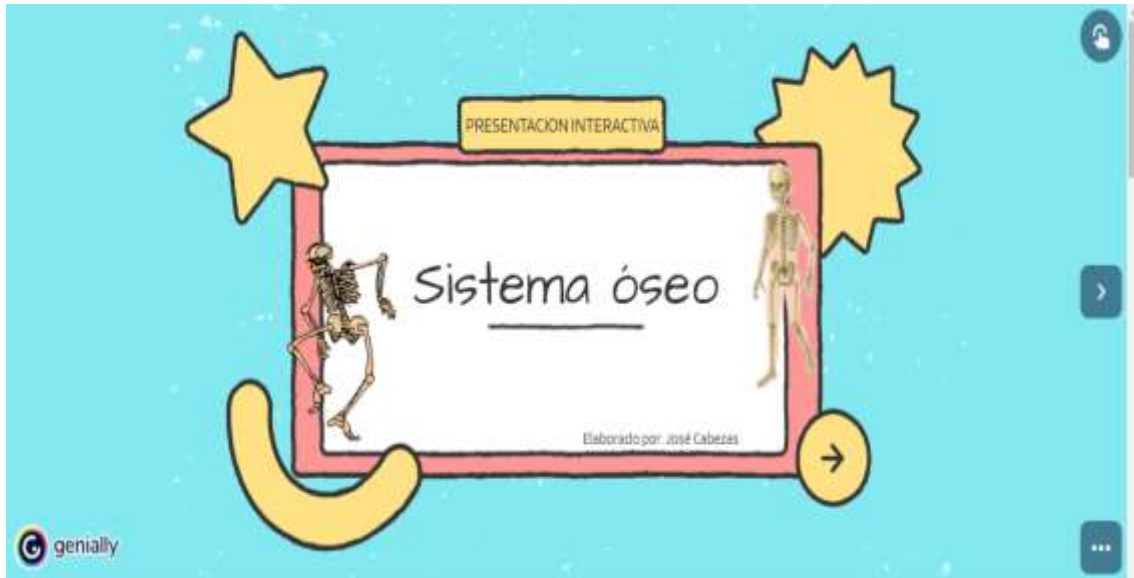 PRESENTACION INTERACTIVA
Sistema óseo
Elaborado por: José Cabezas
genially